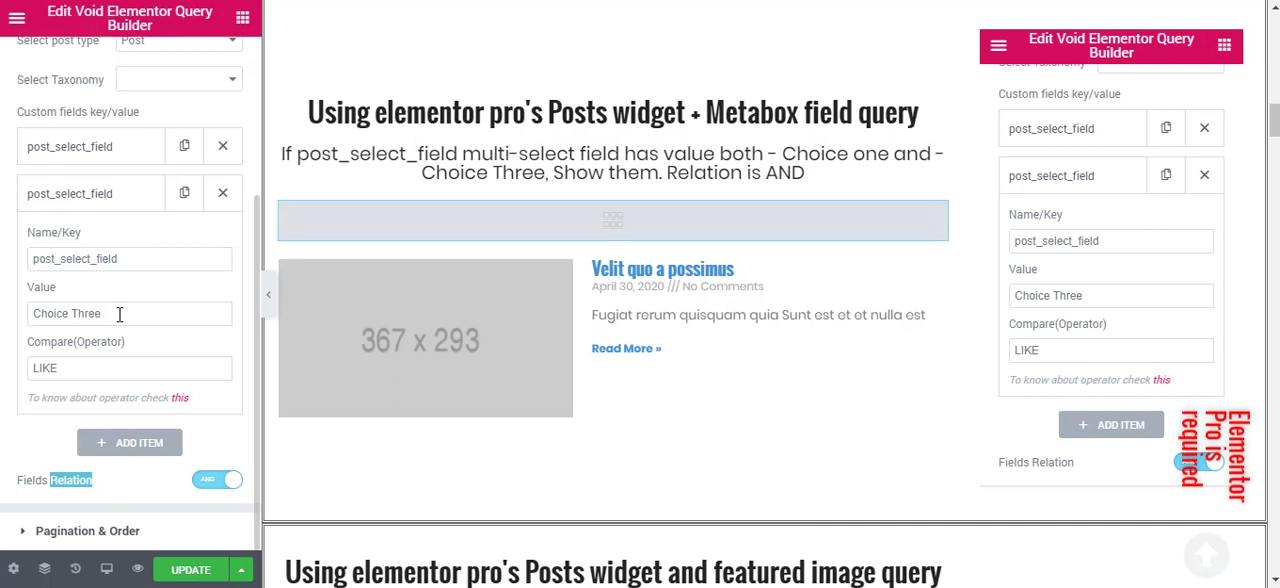 Edit Void Elementor Query
Builder
Select post type
Post
Select Taxonomy
Custom fields key/value
post_select_field
post_select_field
Name/Key
post_select_field
Value
Choice Three
Compare(Operator)
LIKE
To know about operator check this
+ ADD ITEM
Fields Relation
AND
Pagination & Order
UPDATE
Using elementor pro's Posts widget + Metabox field query
If post_select_field multi-select field has value both - Choice one and -
Choice Three, Show them. Relation is AND
367 x 293
Velit quo a possimus
April 30, 2020 /// No Comments
Fugiat rerum quisquam quia Sunt est et et nulla est
Read More »
Using elementor pro's Posts widget and featured image query
Edit Void Elementor Query
Builder
Select Taxonomy
Custom fields key/value
post_select_field
post_select_field
Name/Key
post_select_field
Value
Choice Three
Compare(Operator)
LIKE
To know about operator check this
+ ADD ITEM
Fields Relation
Elementor
Pro is
required